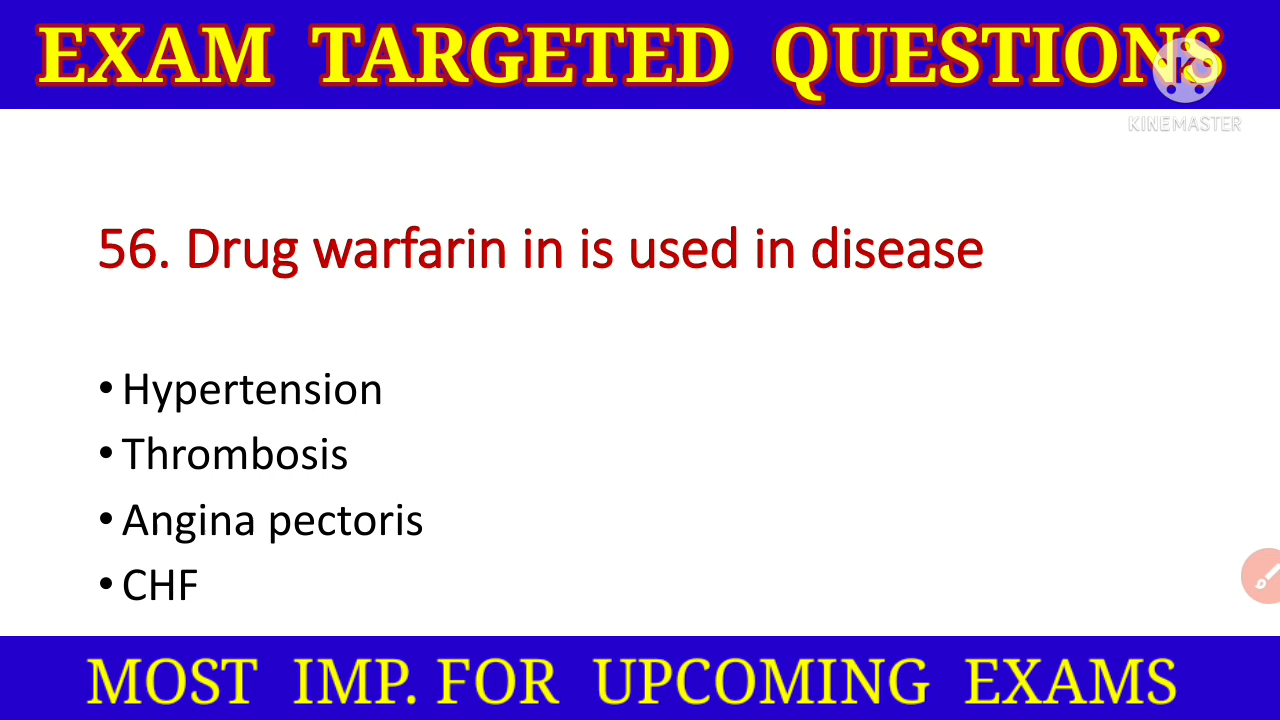 EXAM TARGETED QUESTIONS
KINEMASTER
56. Drug warfarin in is used in disease
• Hypertension
• Thrombosis
• Angina pectoris
• CHF
MOST IMP. FOR UPCOMING EXAMS